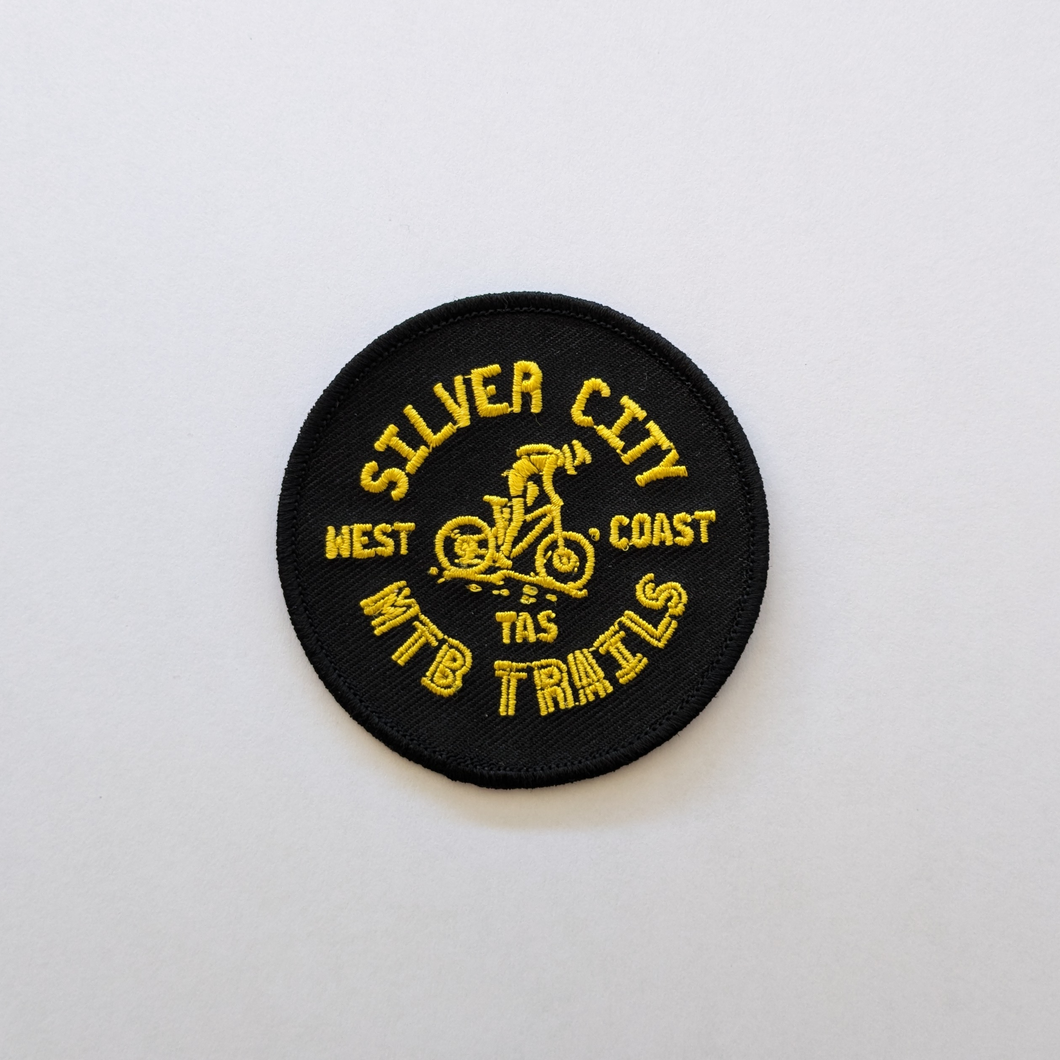 SILVER CITY
WEST COAST
TAS
MTB TRAILS